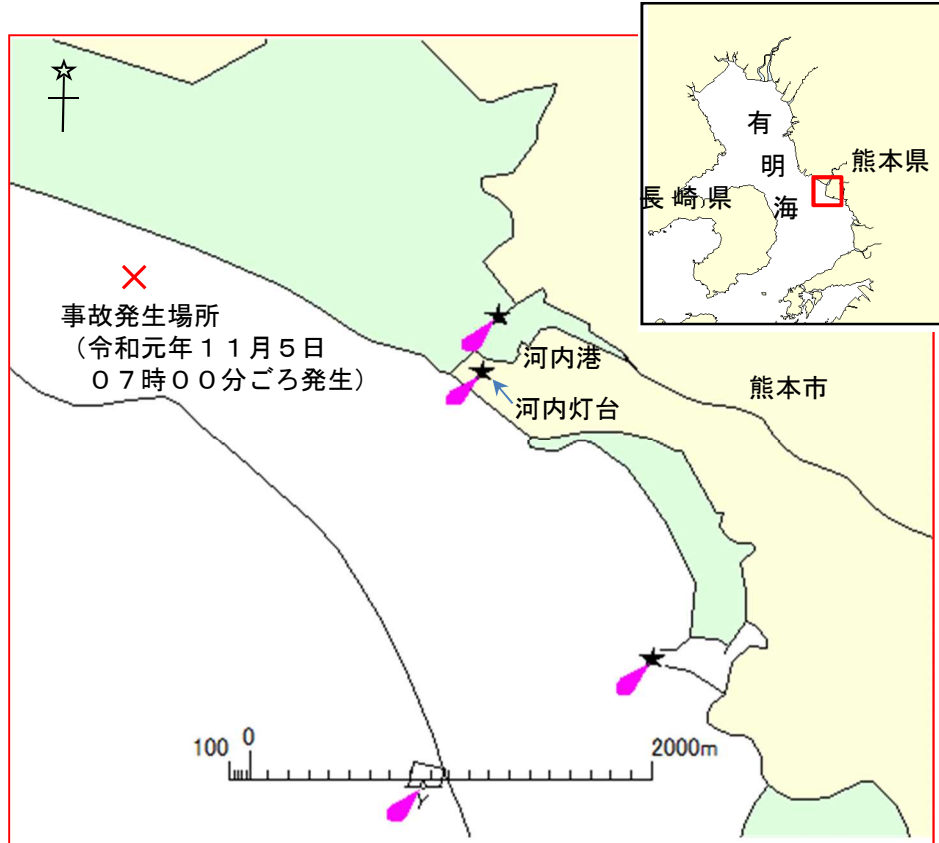 有
明
海
熊本県
長崎県
事故発生場所
（令和元年１１月５日
０７時００分ごろ発生）
河内港
河内灯台
熊本市
100 0 2000m